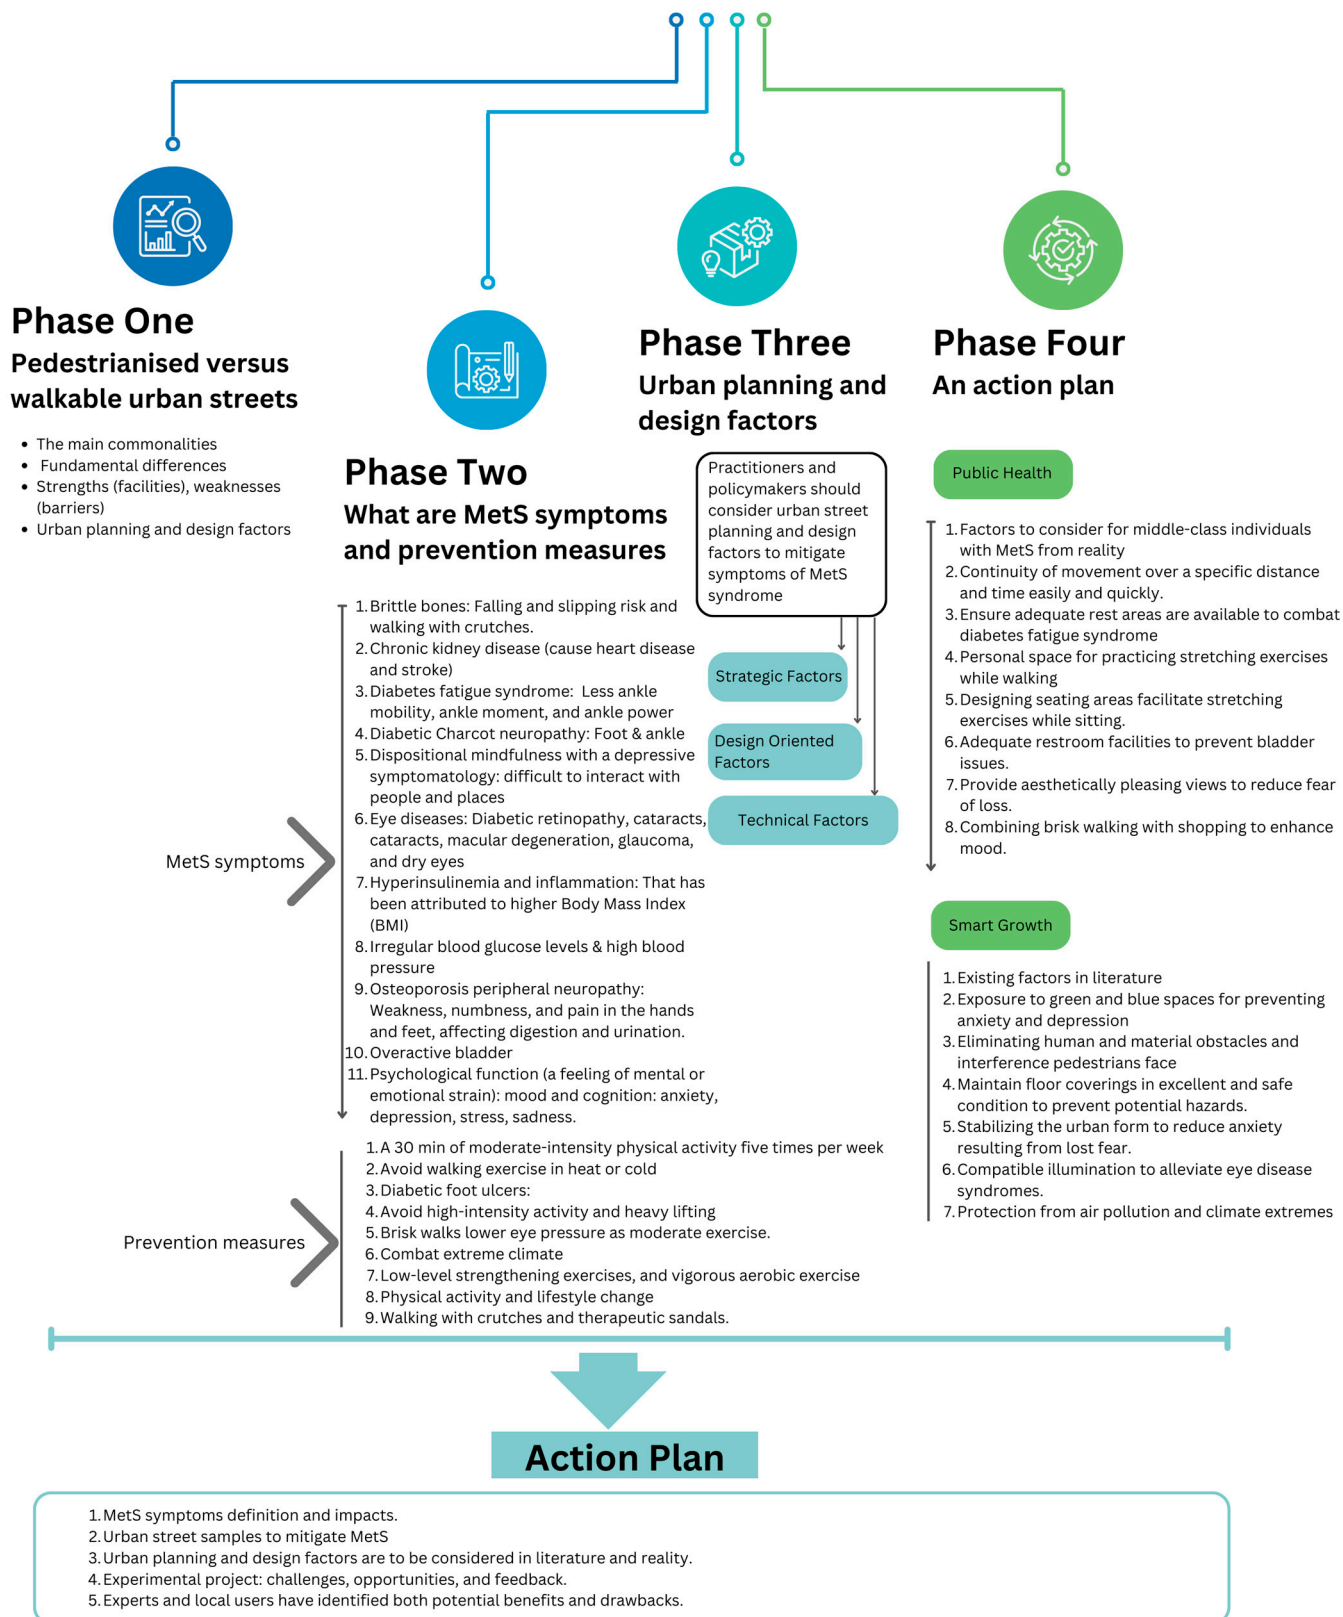 Phase One
Pedestrianised versus
walkable urban streets
• The main commonalities
• Fundamental differences
• Strengths (facilities), weaknesses
(barriers)
• Urban planning and design factors
Phase Two
What are MetS symptoms
and prevention measures
MetS symptoms
1. Brittle bones: Falling and slipping risk and
walking with crutches.
2. Chronic kidney disease (cause heart disease
and stroke)
3. Diabetes fatigue syndrome: Less ankle
mobility, ankle moment, and ankle power
4. Diabetic Charcot neuropathy: Foot & ankle
5. Dispositional mindfulness with a depressive
symptomatology: difficult to interact with
people and places
6. Eye diseases: Diabetic retinopathy, cataracts,
cataracts, macular degeneration, glaucoma,
and dry eyes
7. Hyperinsulinemia and inflammation: That has
been attributed to higher Body Mass Index
(BMI)
8. Irregular blood glucose levels & high blood
pressure
9. Osteoporosis peripheral neuropathy:
Weakness, numbness, and pain in the hands
and feet, affecting digestion and urination.
10. Overactive bladder
11. Psychological function (a feeling of mental or
emotional strain): mood and cognition: anxiety,
depression, stress, sadness.
Prevention measures
1. A 30 min of moderate-intensity physical activity five times per week
2. Avoid walking exercise in heat or cold
3. Diabetic foot ulcers:
4. Avoid high-intensity activity and heavy lifting
5. Brisk walks lower eye pressure as moderate exercise.
6. Combat extreme climate
7. Low-level strengthening exercises, and vigorous aerobic exercise
8. Physical activity and lifestyle change
9. Walking with crutches and therapeutic sandals.
Phase Three
Urban planning and
design factors
Practitioners and
policymakers should
consider urban street
planning and design
factors to mitigate
symptoms of MetS
syndrome
Strategic Factors
Design Oriented
Factors
Technical Factors
Phase Four
An action plan
Public Health
1. Factors to consider for middle-class individuals
with MetS from reality
2. Continuity of movement over a specific distance
and time easily and quickly.
3. Ensure adequate rest areas are available to combat
diabetes fatigue syndrome
4. Personal space for practicing stretching exercises
while walking
5. Designing seating areas facilitate stretching
exercises while sitting.
6. Adequate restroom facilities to prevent bladder
issues.
7. Provide aesthetically pleasing views to reduce fear
of loss.
8. Combining brisk walking with shopping to enhance
mood.
Smart Growth
1. Existing factors in literature
2. Exposure to green and blue spaces for preventing
anxiety and depression
3. Eliminating human and material obstacles and
interference pedestrians face
4. Maintain floor coverings in excellent and safe
condition to prevent potential hazards.
5. Stabilizing the urban form to reduce anxiety
resulting from lost fear.
6. Compatible illumination to alleviate eye disease
syndromes.
7. Protection from air pollution and climate extremes
Action Plan
1. MetS symptoms definition and impacts.
2. Urban street samples to mitigate MetS
3. Urban planning and design factors are to be considered in literature and reality.
4. Experimental project: challenges, opportunities, and feedback.
5. Experts and local users have identified both potential benefits and drawbacks.